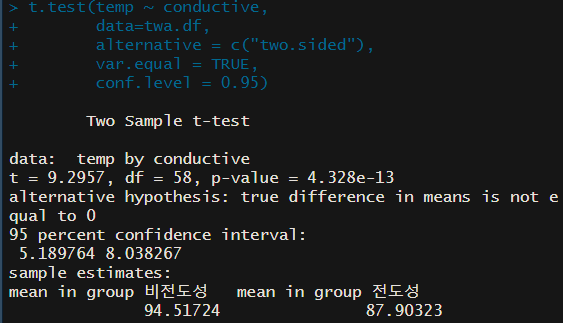 > t.test(temp ~ conductive,
+        data=twa.df,
+        alternative = c("two.sided"),
+        var.equal = TRUE,
+        conf.level = 0.95)
        Two Sample t-test
data:  temp by conductive
t = 9.2957, df = 58, p-value = 4.328e-13
alternative hypothesis: true difference in means is not e
qual to 0
95 percent confidence interval:
 5.189764 8.038267
sample estimates:
mean in group 비전도성   mean in group 전도성
              94.51724               87.90323